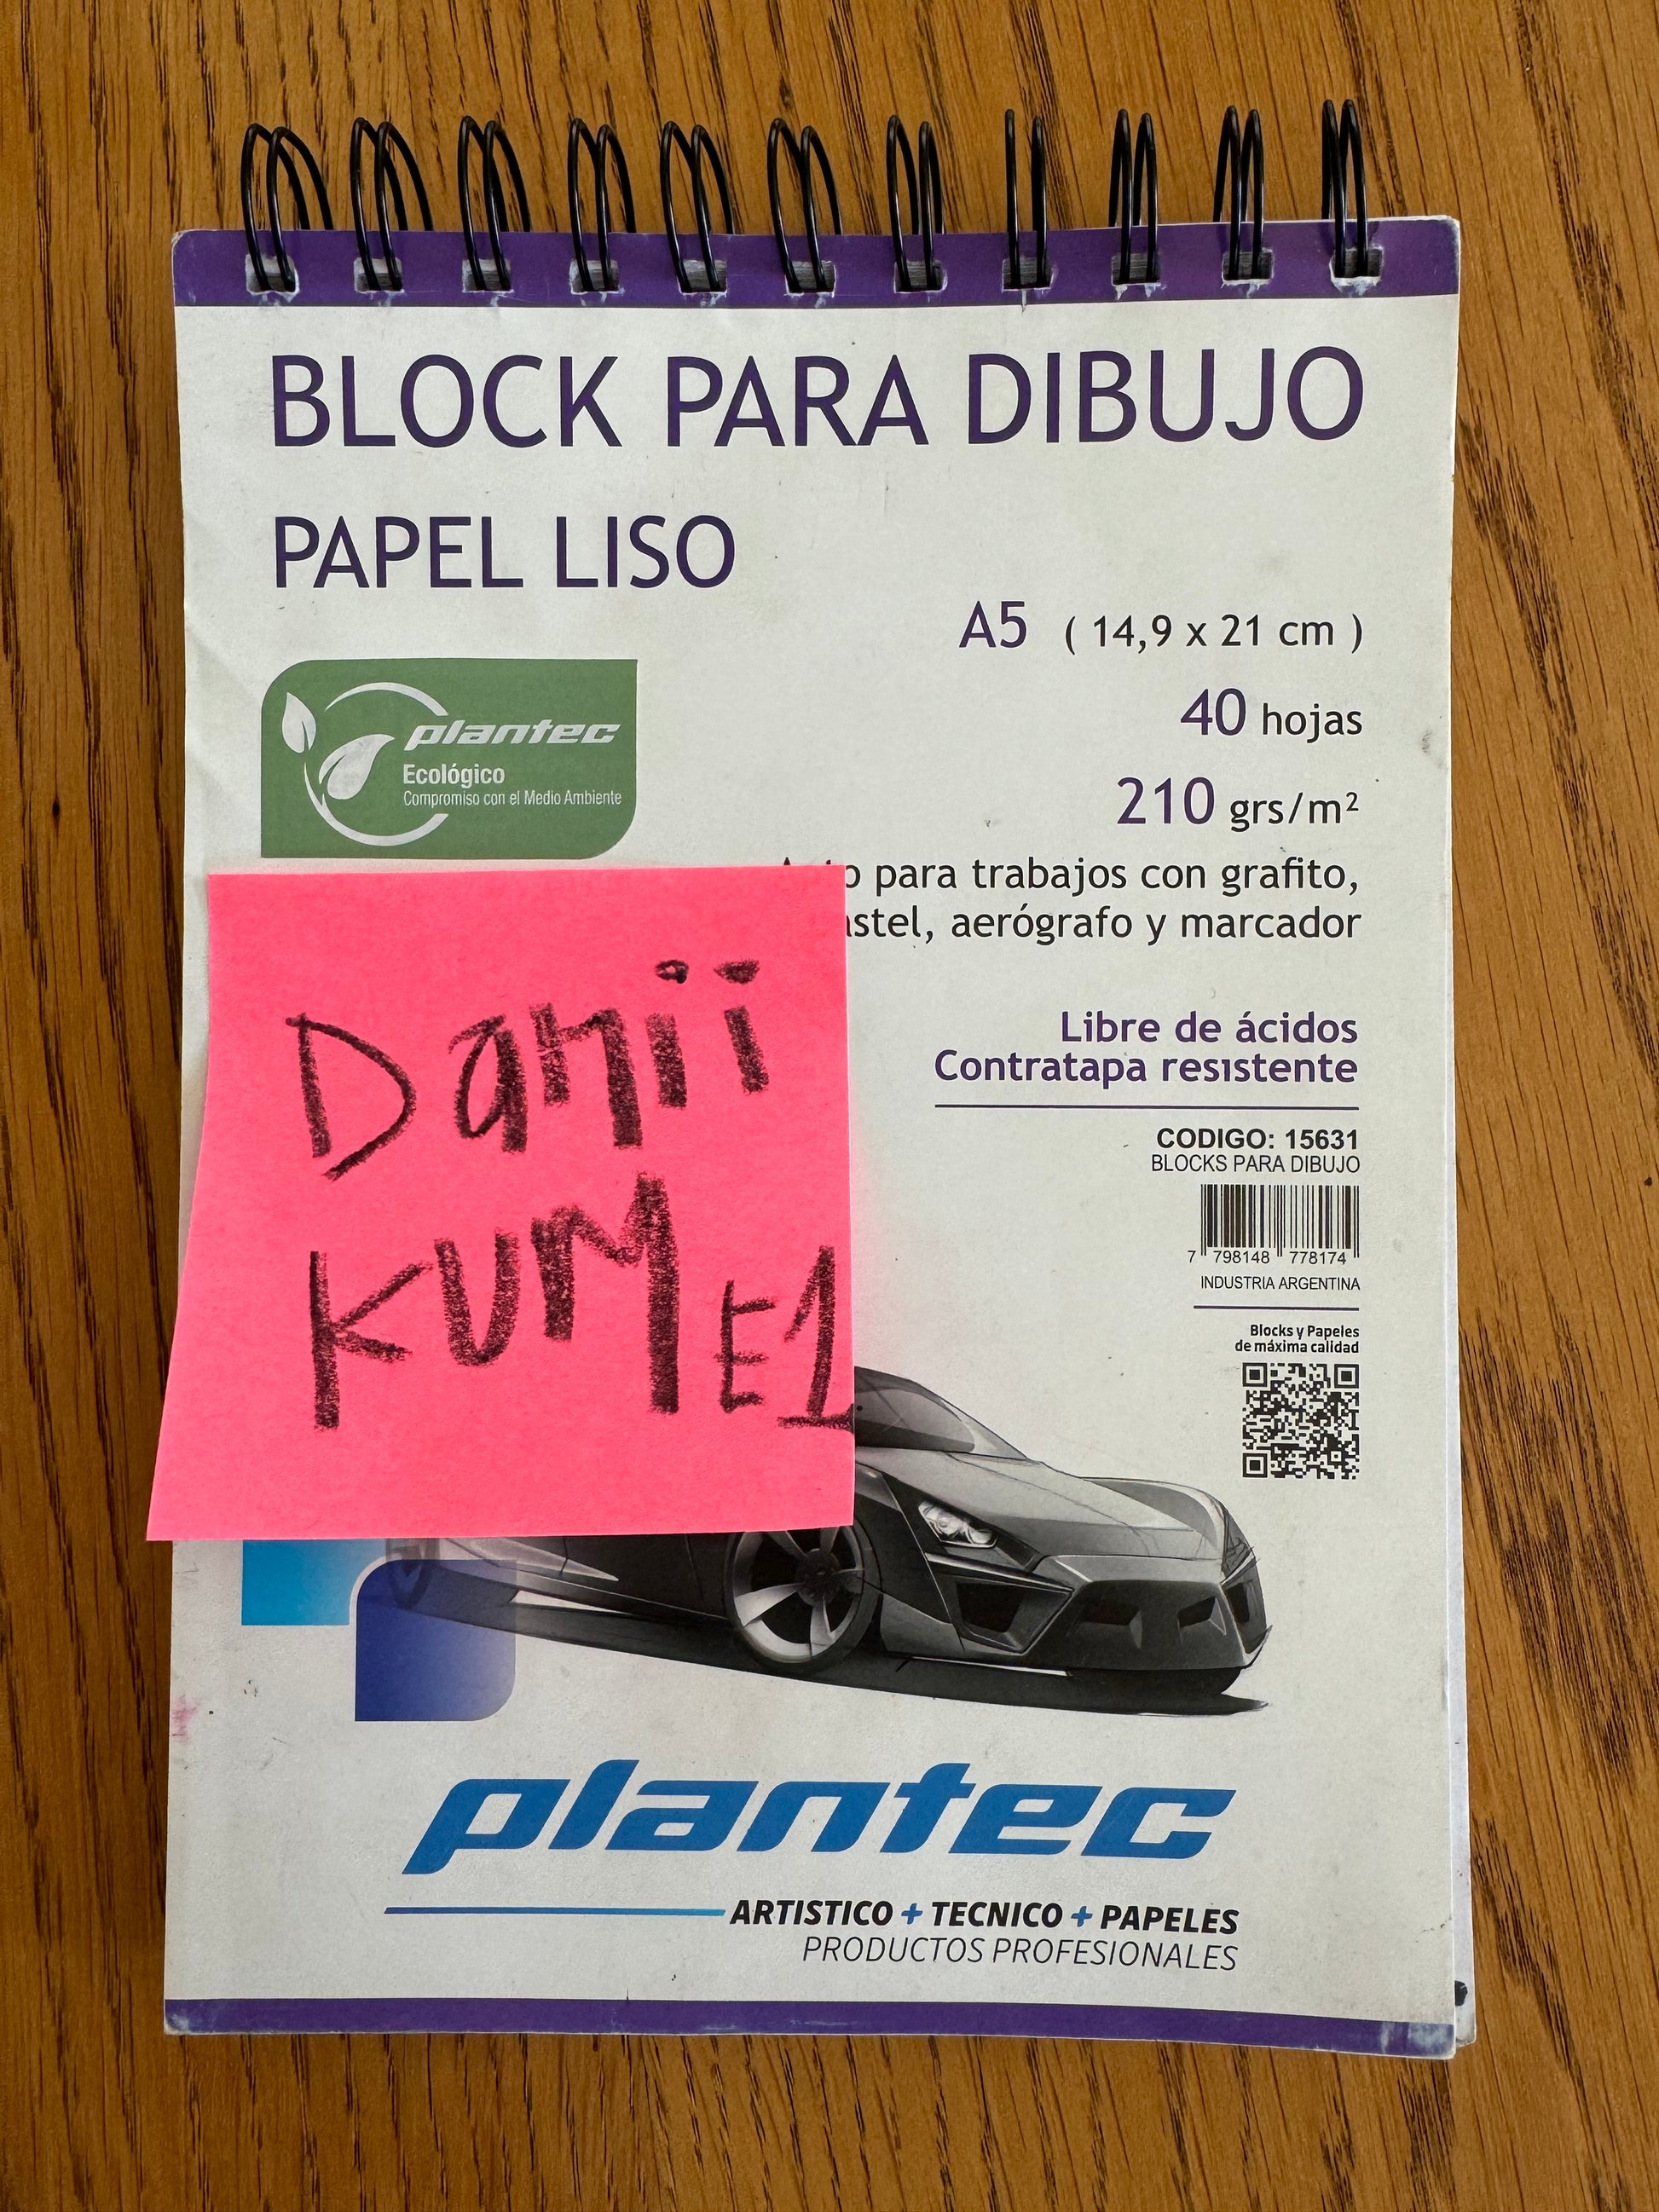 BLOCK PARA DIBUJO
PAPEL LISO
A5 ( 14,9 x 21 cm )
40 hojas
210 grs/m²
plantec
Ecológico
Compromiso con el Medio Ambiente
para trabajos con grafito,
aerógrafo y marcador
Libre de ácidos
Contratapa resistente
CODIGO: 15631
BLOCKS PARA DIBUJO
7 798148 778174
INDUSTRIA ARGENTINA
Blocks y Papeles
de máxima calidad
Danii
KUM E1
plantec
ARTISTICO + TECNICO + PAPELES
PRODUCTOS PROFESIONALES